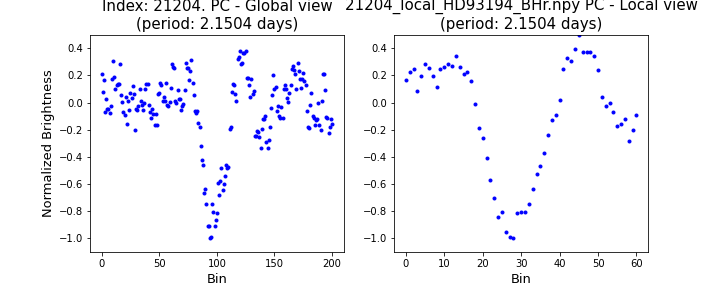 Index: 21204. PC - Global view
(period: 2.1504 days)
21204_local_HD93194_BHr.npy PC - Local view
(period: 2.1504 days)
Normalized Brightness
0.4
0.2
0.0
−0.2
−0.4
−0.6
−0.8
−1.0
0 50 100 150 200
Bin
0.4
0.2
0.0
−0.2
−0.4
−0.6
−0.8
−1.0
0 10 20 30 40 50 60
Bin